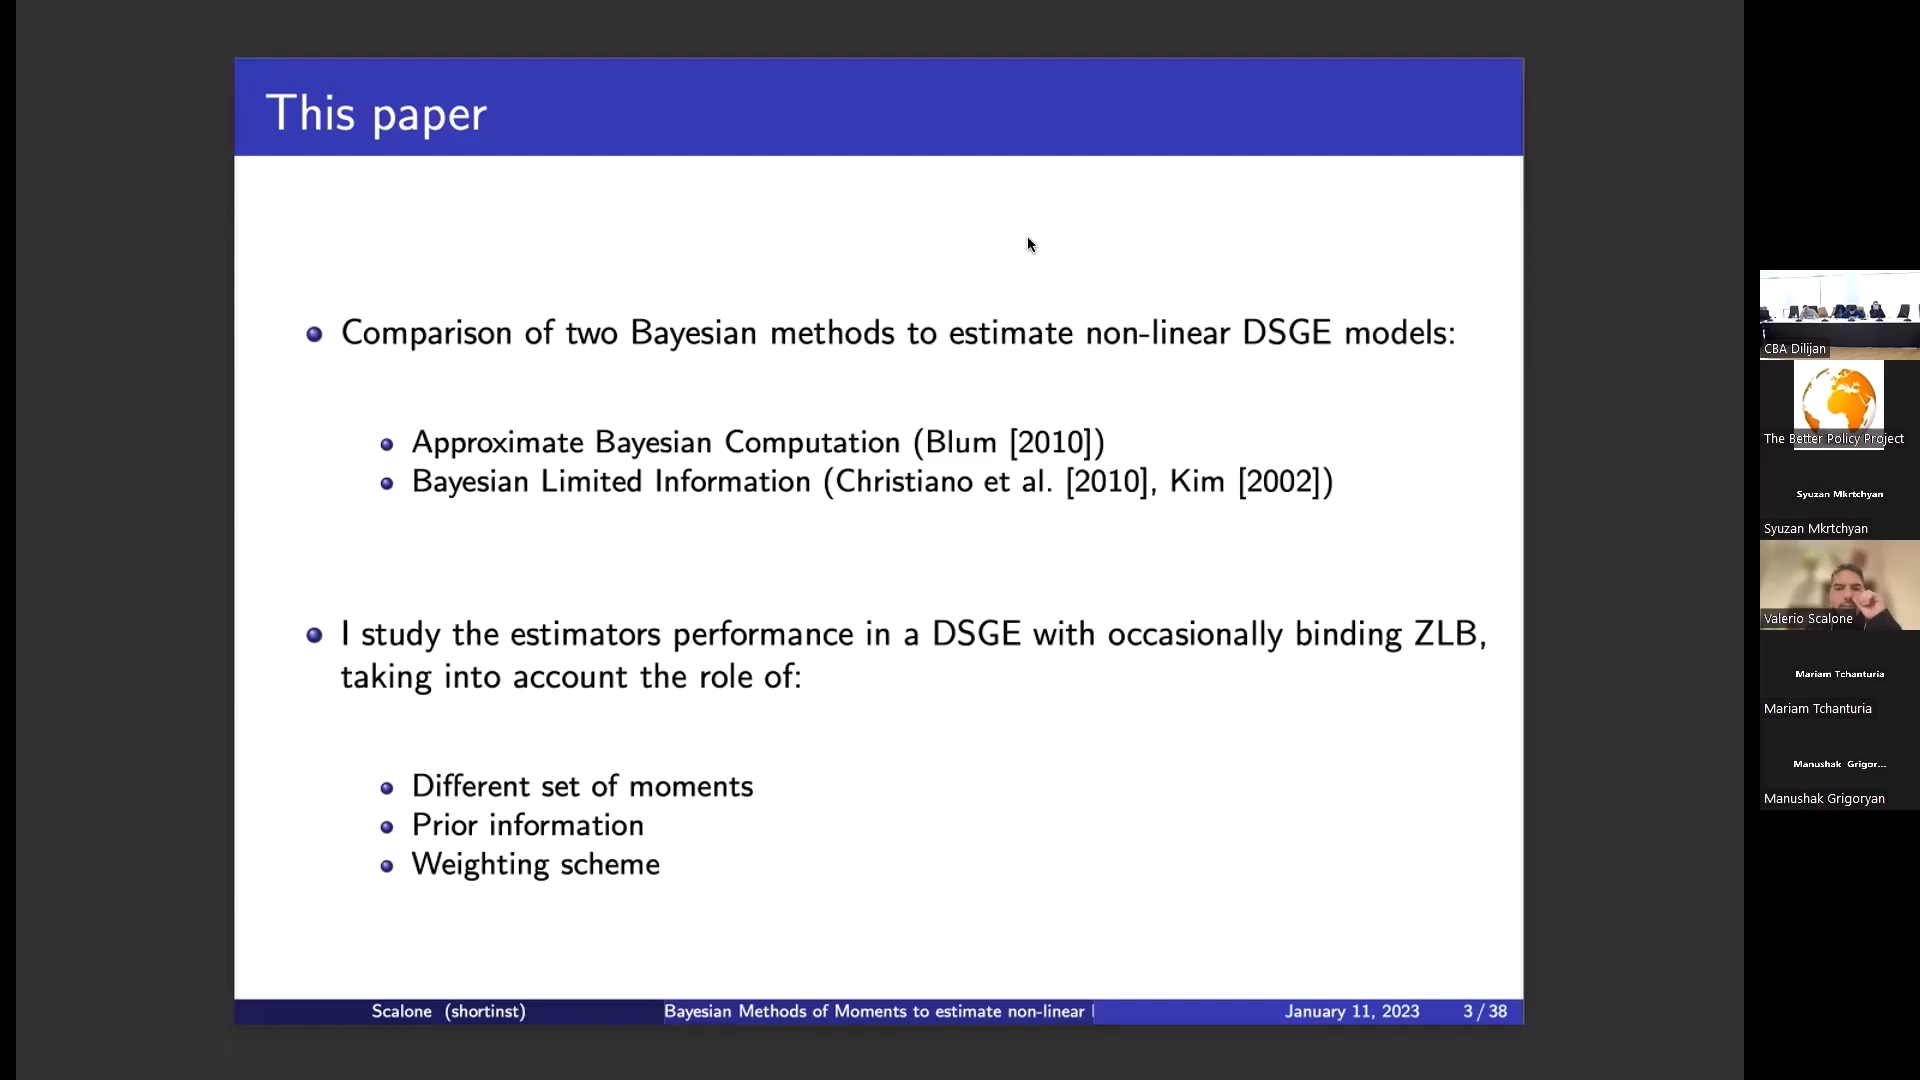 This paper
Comparison of two Bayesian methods to estimate non-linear DSGE models:
Approximate Bayesian Computation (Blum [2010])
Bayesian Limited Information (Christiano et al. [2010], Kim [2002])
I study the estimators performance in a DSGE with occasionally binding ZLB,
taking into account the role of:
Different set of moments
Prior information
Weighting scheme
Scalone (shortinst)
Bayesian Methods of Moments to estimate non-linear
January 11, 2023
3 / 38
CBA Dilijan
The Better Policy Project
Syuzan Mkrtchyan
Syuzan Mkrtchyan
Valerio Scalone
Mariam Tchanturia
Mariam Tchanturia
Manushak Grigor...
Manushak Grigoryan